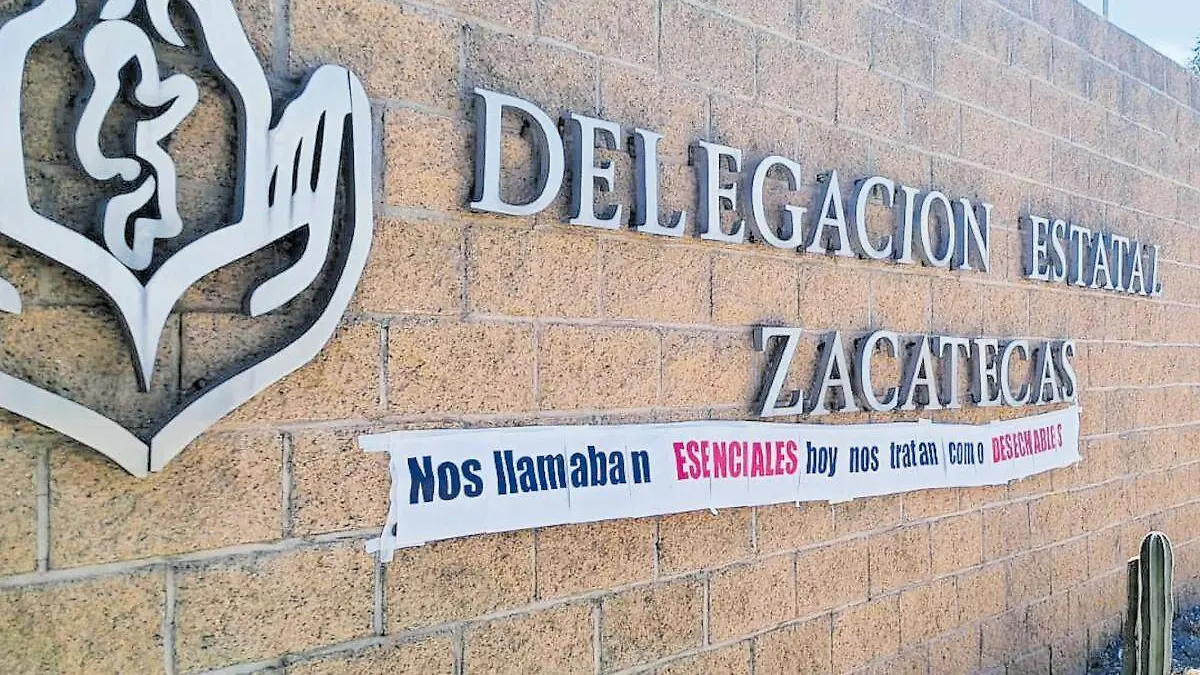 DELEGACION ESTATAL
ZACATECAS
Nos llamaban ESENCIALES hoy nos tratan como DESECHABLES